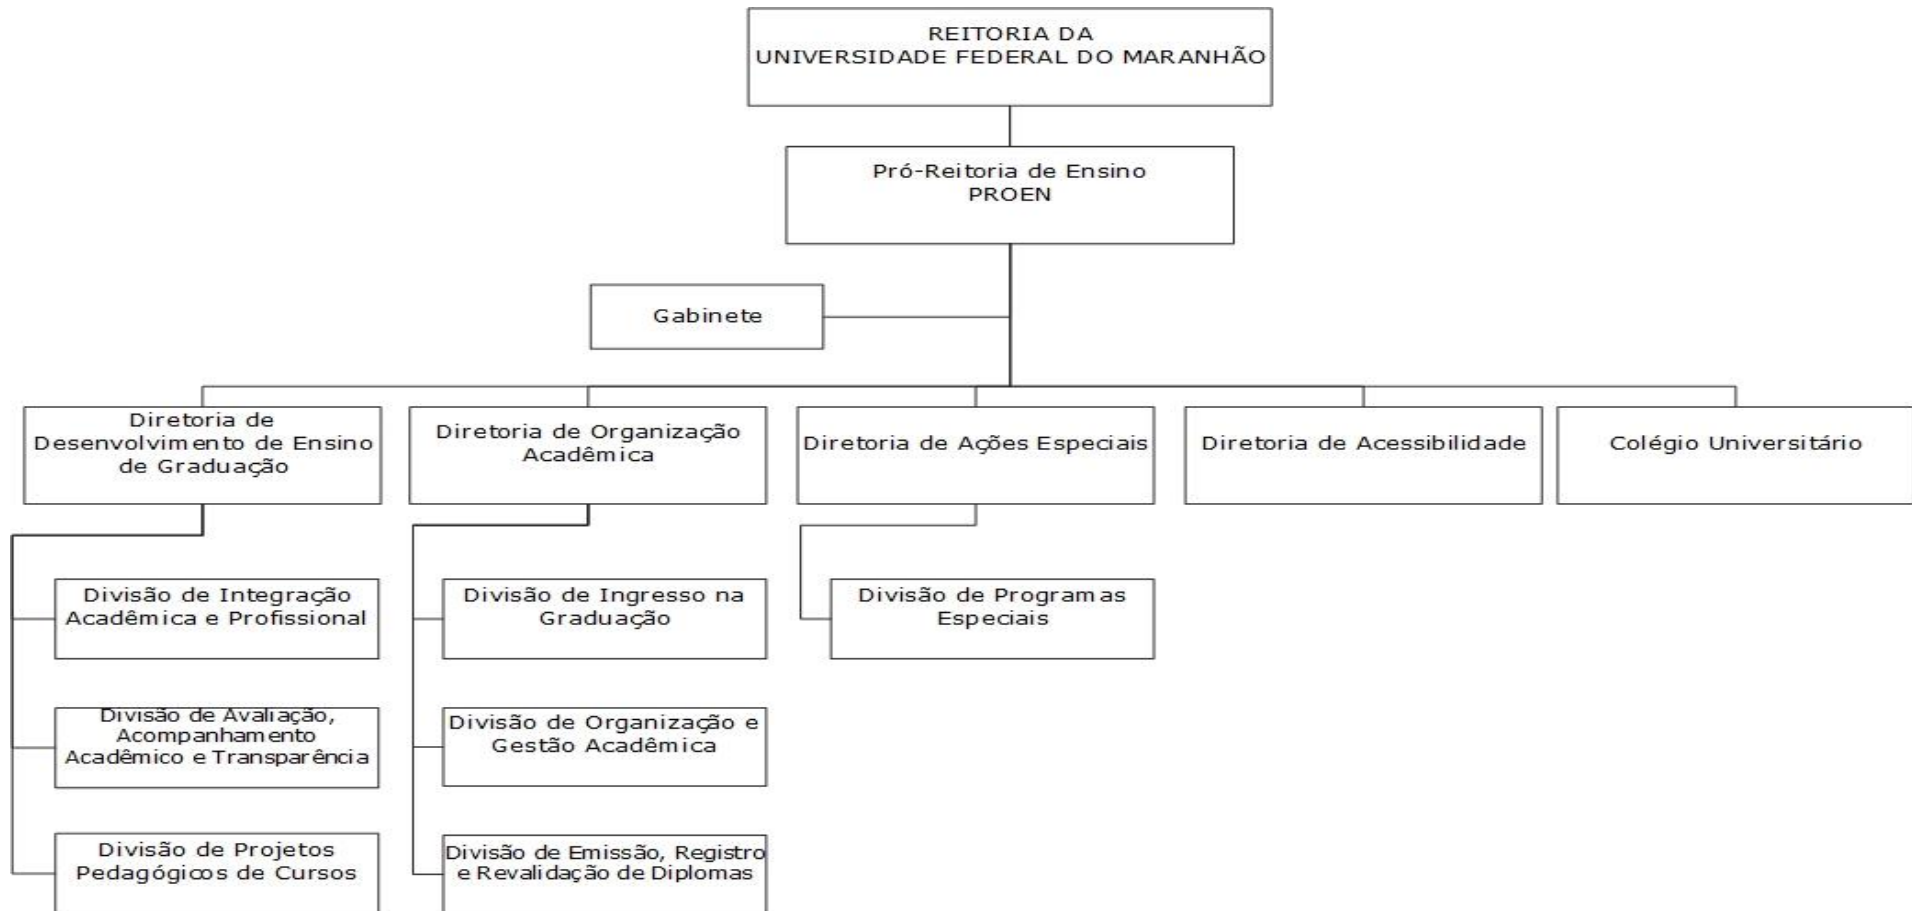 REITORIA DA
UNIVERSIDADE FEDERAL DO MARANHÃO
Pró-Reitoria de Ensino
PROEN
Gabinete
Diretoria de
Desenvolvimento de Ensino
de Graduação
Diretoria de Organização
Acadêmica
Diretoria de Ações Especiais
Diretoria de Acessibilidade
Colégio Universitário
Divisão de Integração
Acadêmica e Profissional
Divisão de Ingresso na
Graduação
Divisão de Programas
Especiais
Divisão de Avaliação,
Acompanhamento
Acadêmico e Transparência
Divisão de Organização e
Gestão Acadêmica
Divisão de Projetos
Pedagógicos de Cursos
Divisão de Emissão, Registro
e Revalidação de Diplomas